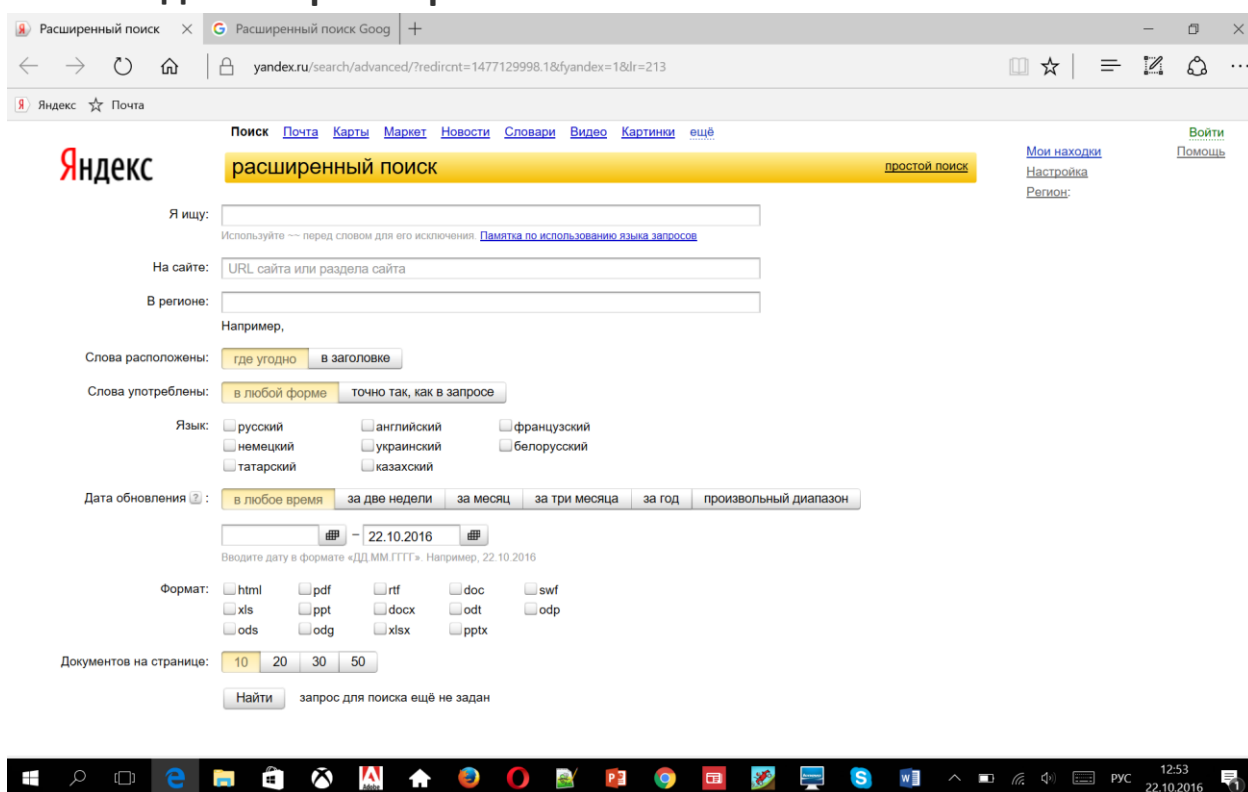 Расширенный поиск
Расширенный поиск Goog
yandex.ru/search/advanced/?redircnt=1477129998.1&fyandex=1&lr=213
Яндекс Почта
Поиск Почта Карты Маркет Новости Словари Видео Картинки ещё
Войти
Мои находки
Помощь
Настройка
Регион:
Яндекс
расширенный поиск
простой поиск
Я ищу:
Используйте ~~ перед словом для его исключения. Памятка по использованию языка запросов
На сайте: URL сайта или раздела сайта
В регионе:
Например,
Слова расположены: где угодно в заголовке
Слова употреблены: в любой форме точно так, как в запросе
Язык: русский английский французский
немецкий украинский белорусский
татарский казахский
Дата обновления ? : в любое время за две недели за месяц за три месяца за год произвольный диапазон
– 22.10.2016
Вводите дату в формате «ДД.ММ.ГГГГ». Например, 22.10.2016
Формат: html pdf rtf doc swf
xls ppt docx odt odp
ods odg xlsx pptx
Документов на странице: 10 20 30 50
Найти запрос для поиска ещё не задан
РУС
12:53
22.10.2016